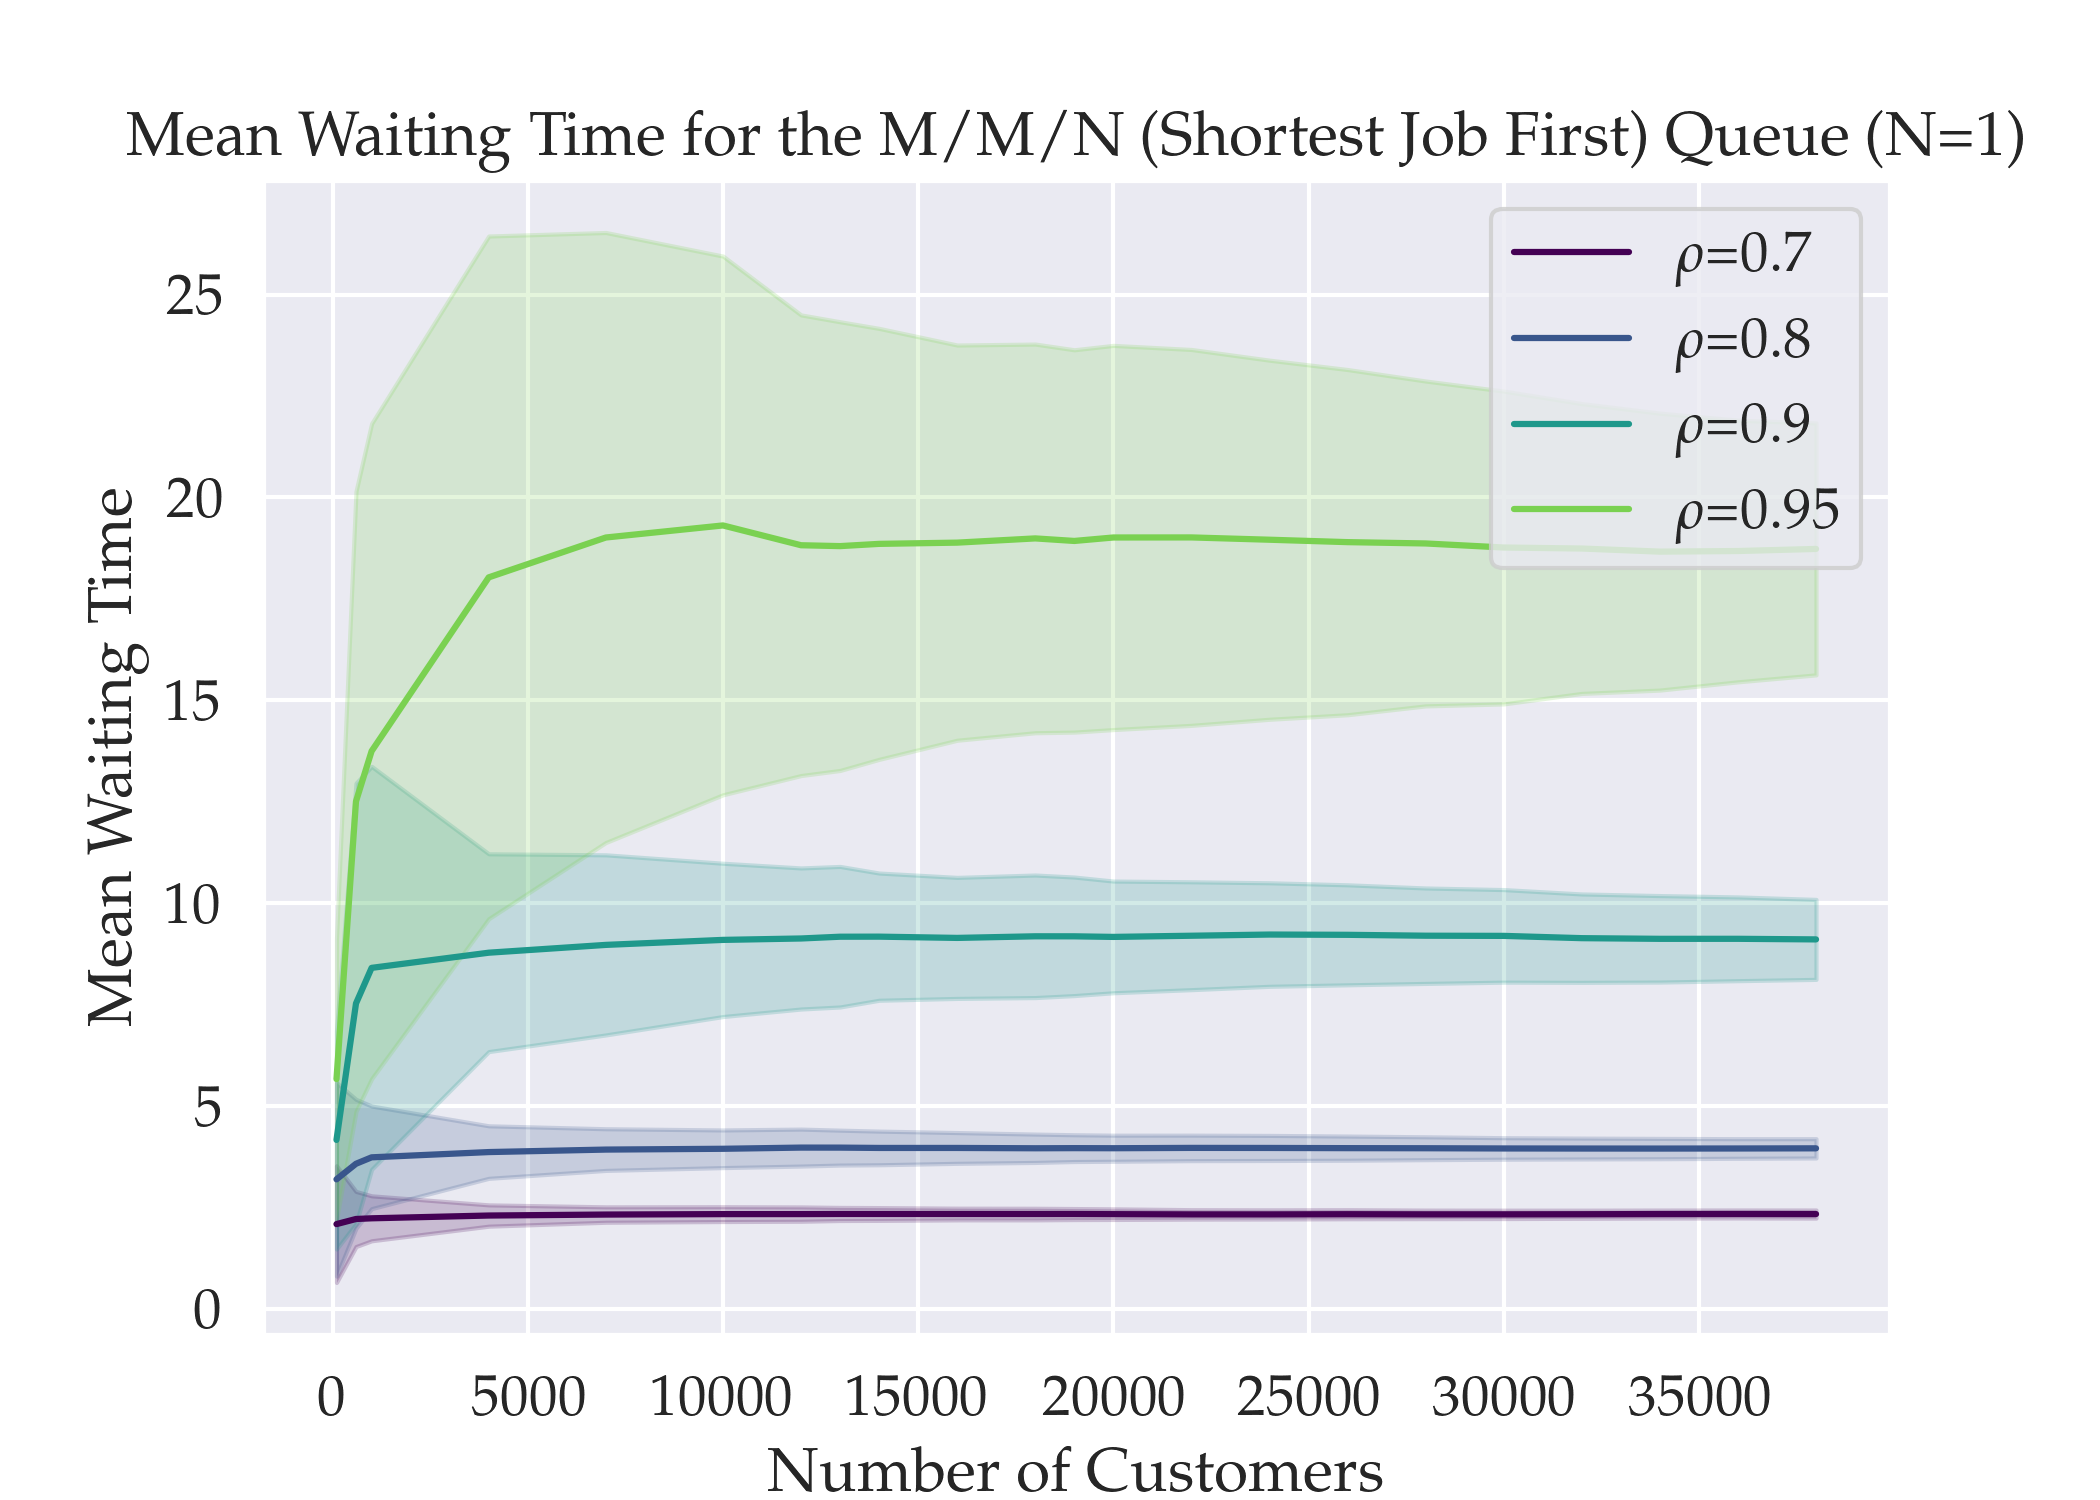 Mean Waiting Time for the M/M/N (Shortest Job First) Queue (N=1)
ρ=0.7
ρ=0.8
ρ=0.9
ρ=0.95
Mean Waiting Time
25
20
15
10
5
0
0 5000 10000 15000 20000 25000 30000 35000
Number of Customers